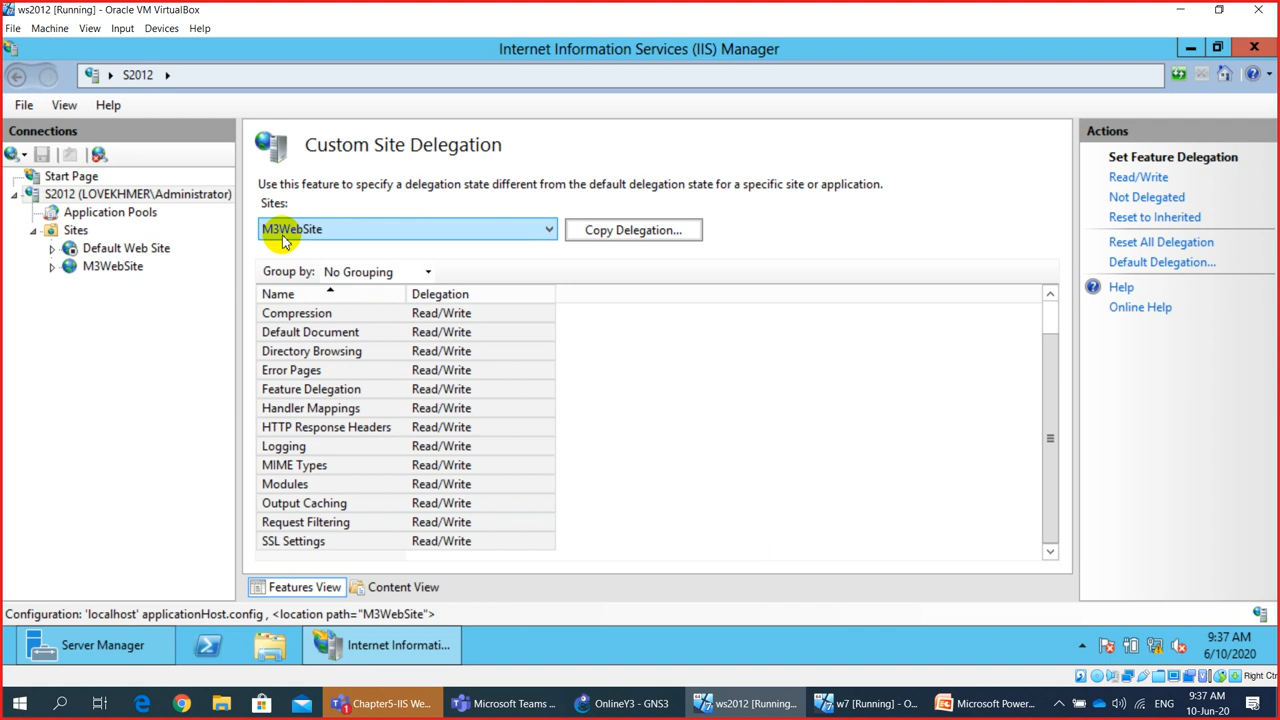 ws2012 [Running] - Oracle VM VirtualBox
File Machine View Input Devices Help
Internet Information Services (IIS) Manager
S2012
File View Help
Connections
Start Page
S2012 (LOVEKHMER\Administrator)
Application Pools
Sites
Default Web Site
M3WebSite
Custom Site Delegation
Use this feature to specify a delegation state different from the default delegation state for a specific site or application.
Sites:
M3WebSite
Copy Delegation...
Group by: No Grouping
Name Delegation
Compression Read/Write
Default Document Read/Write
Directory Browsing Read/Write
Error Pages Read/Write
Feature Delegation Read/Write
Handler Mappings Read/Write
HTTP Response Headers Read/Write
Logging Read/Write
MIME Types Read/Write
Modules Read/Write
Output Caching Read/Write
Request Filtering Read/Write
SSL Settings Read/Write
Features View Content View
Actions
Set Feature Delegation
Read/Write
Not Delegated
Reset to Inherited
Reset All Delegation
Default Delegation...
Help
Online Help
Configuration: 'localhost' applicationHost.config , <location path="M3WebSite">
Server Manager
Internet Informati...
9:37 AM
6/10/2020
Right Ctr
Chapter5-IIS We...
Microsoft Teams ...
OnlineY3 - GNS3
ws2012 [Running...
w7 [Running] - O...
Microsoft Power...
ENG
9:37 AM
10-Jun-20